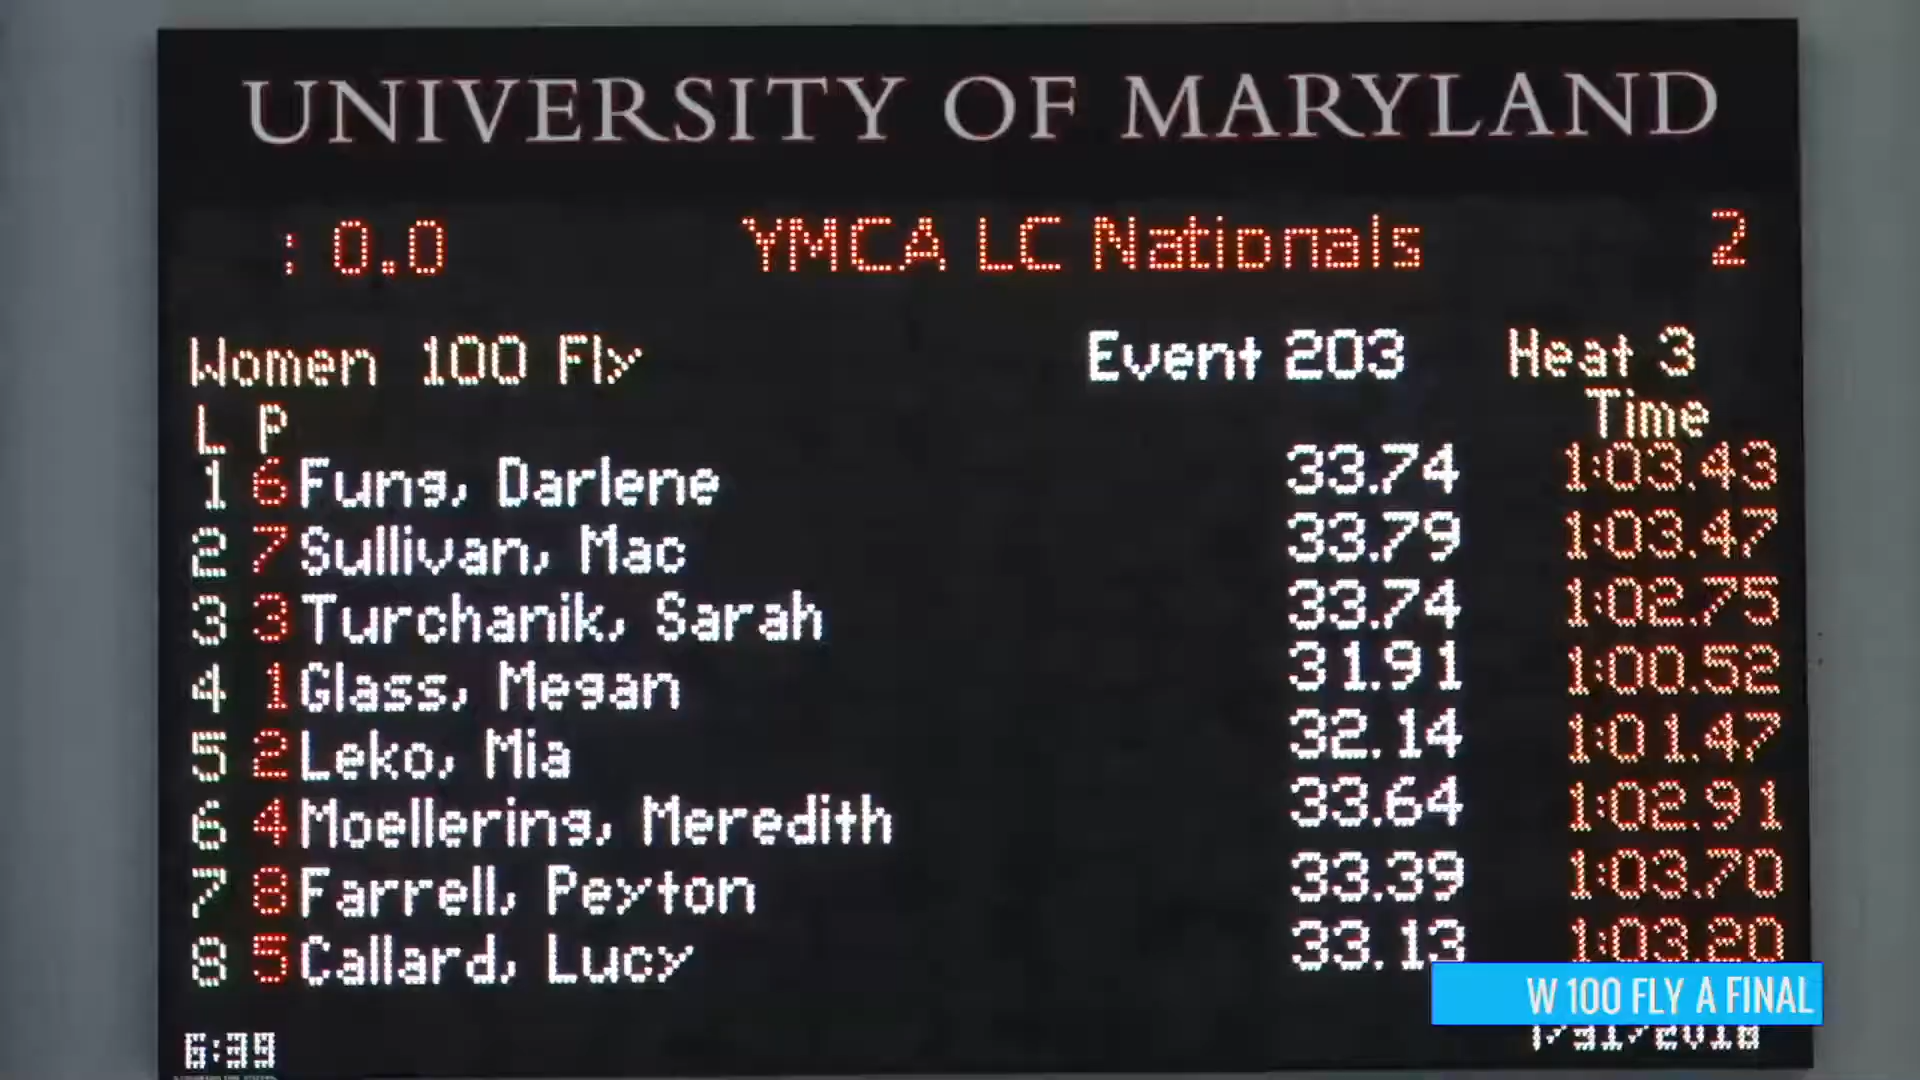 UNIVERSITY OF MARYLAND
: 0.0 YMCA LC Nationals 2
Women 100 Fly Event 203 Heat 3
L P Time
1 6 Fung, Darlene 33.74 1:03.43
2 7 Sullivan, Mac 33.79 1:03.47
3 3 Turchanik, Sarah 33.74 1:02.75
4 1 Glass, Megan 31.91 1:00.52
5 2 Leko, Mia 32.14 1:01.47
6 4 Moellering, Meredith 33.64 1:02.91
7 8 Farrell, Peyton 33.39 1:03.70
8 5 Callard, Lucy 33.13 1:03.20
W 100 FLY A FINAL
6:39